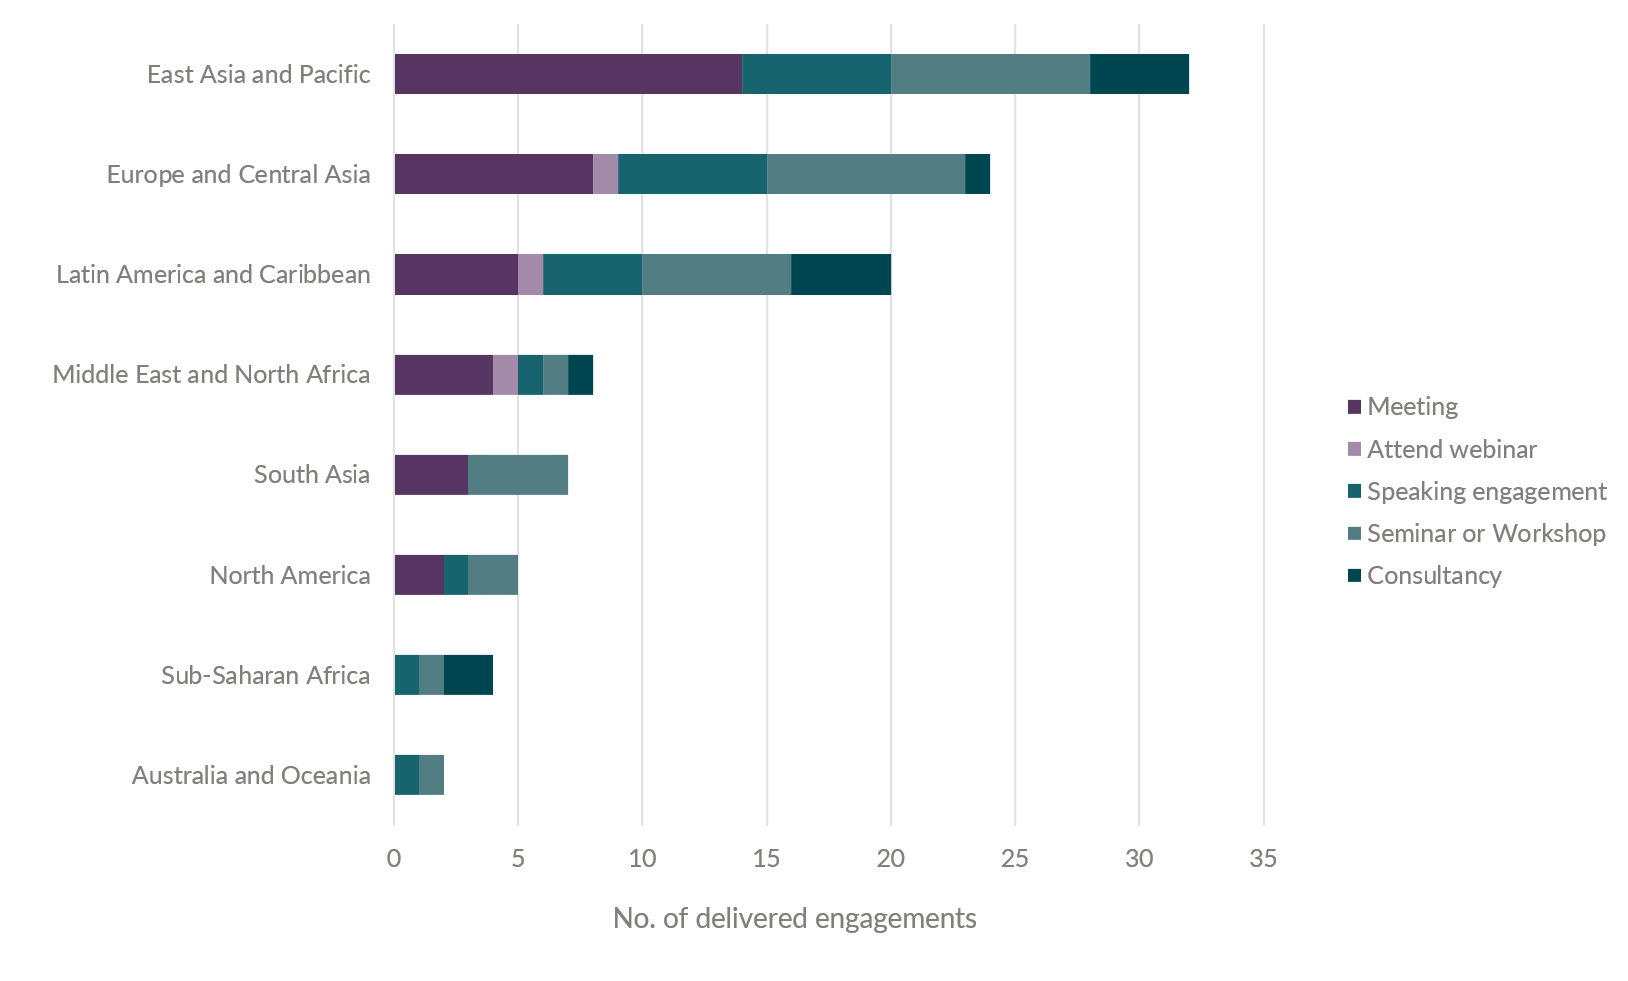 East Asia and Pacific
Europe and Central Asia
Latin America and Caribbean
Middle East and North Africa
South Asia
North America
Sub-Saharan Africa
Australia and Oceania
0 5 10 15 20 25 30 35
No. of delivered engagements
Meeting
Attend webinar
Speaking engagement
Seminar or Workshop
Consultancy